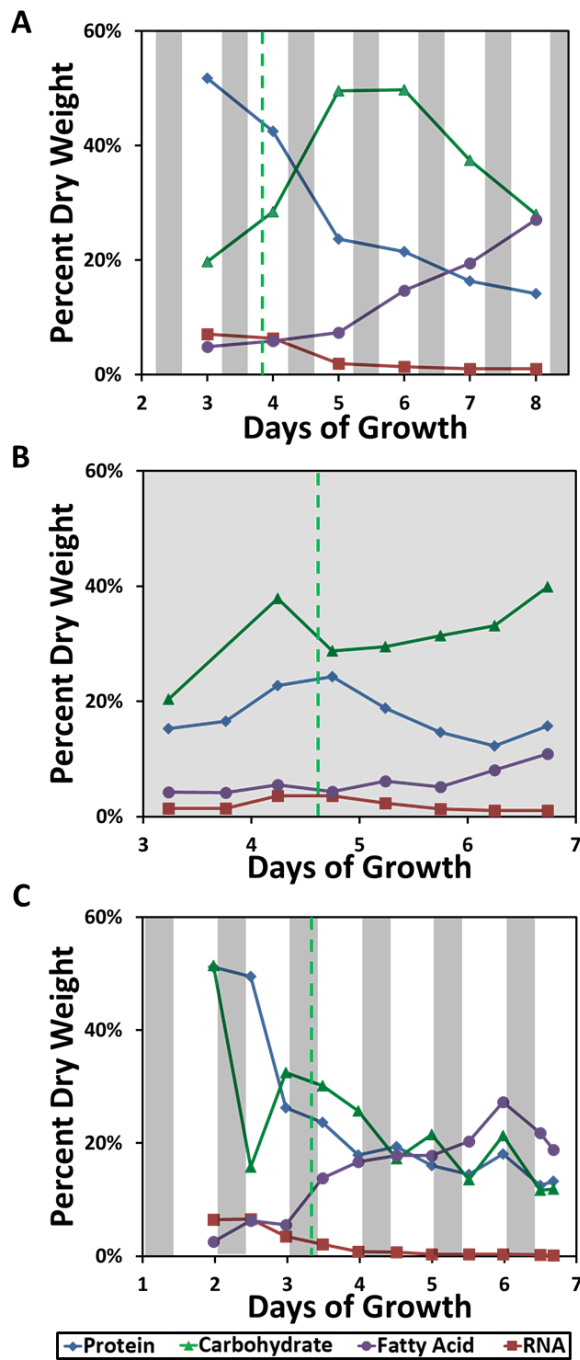 A
60%
40%
20%
0%
Percent Dry Weight
2 3 4 5 6 7 8
Days of Growth
B
60%
40%
20%
0%
Percent Dry Weight
3 4 5 6 7
Days of Growth
C
60%
40%
20%
0%
Percent Dry Weight
1 2 3 4 5 6 7
Days of Growth
Protein Carbohydrate Fatty Acid RNA